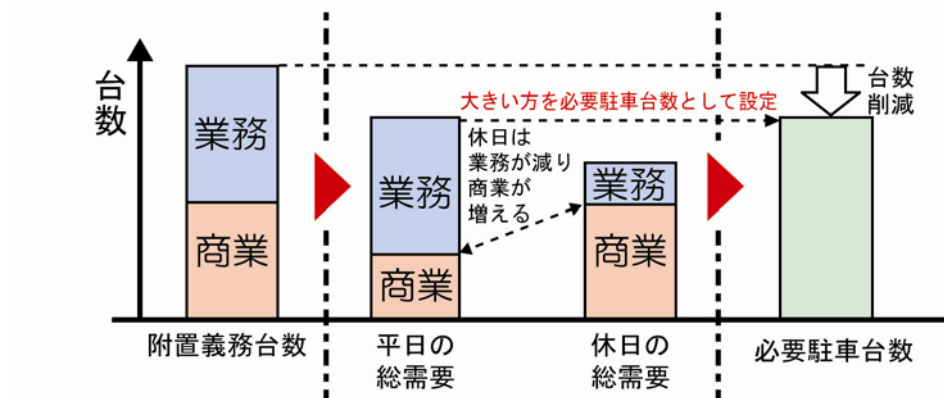 台数
業務
商業
附置義務台数
大きい方を必要駐車台数として設定
休日は
業務が減り
商業が
増える
業務
商業
平日の
総需要
業務
商業
休日の
総需要
台数
削減
必要駐車台数